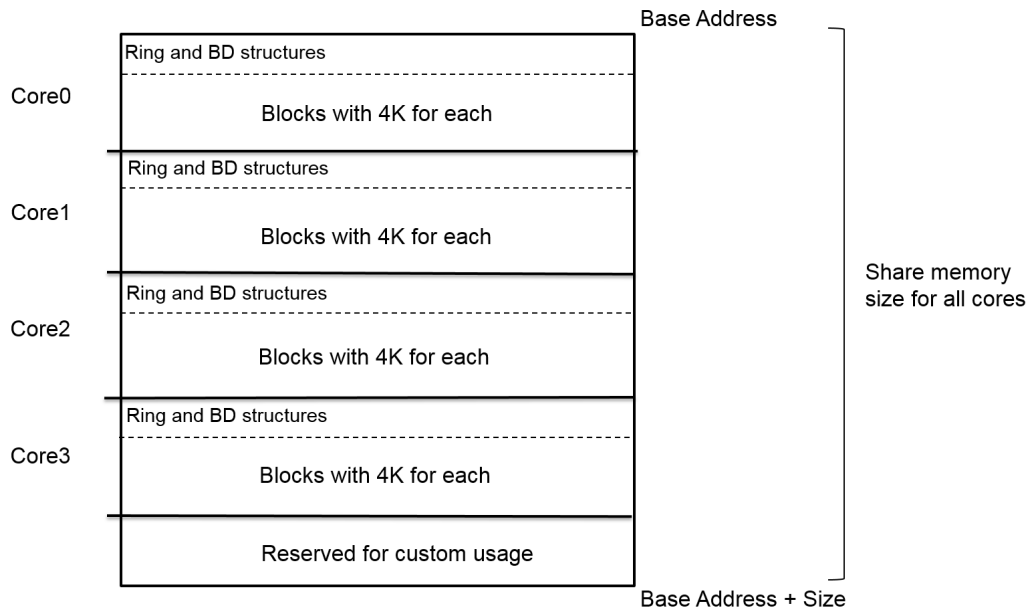 Base Address
Ring and BD structures
Core0
Blocks with 4K for each
Ring and BD structures
Core1
Blocks with 4K for each
Share memory
size for all cores
Ring and BD structures
Core2
Blocks with 4K for each
Ring and BD structures
Core3
Blocks with 4K for each
Reserved for custom usage
Base Address + Size